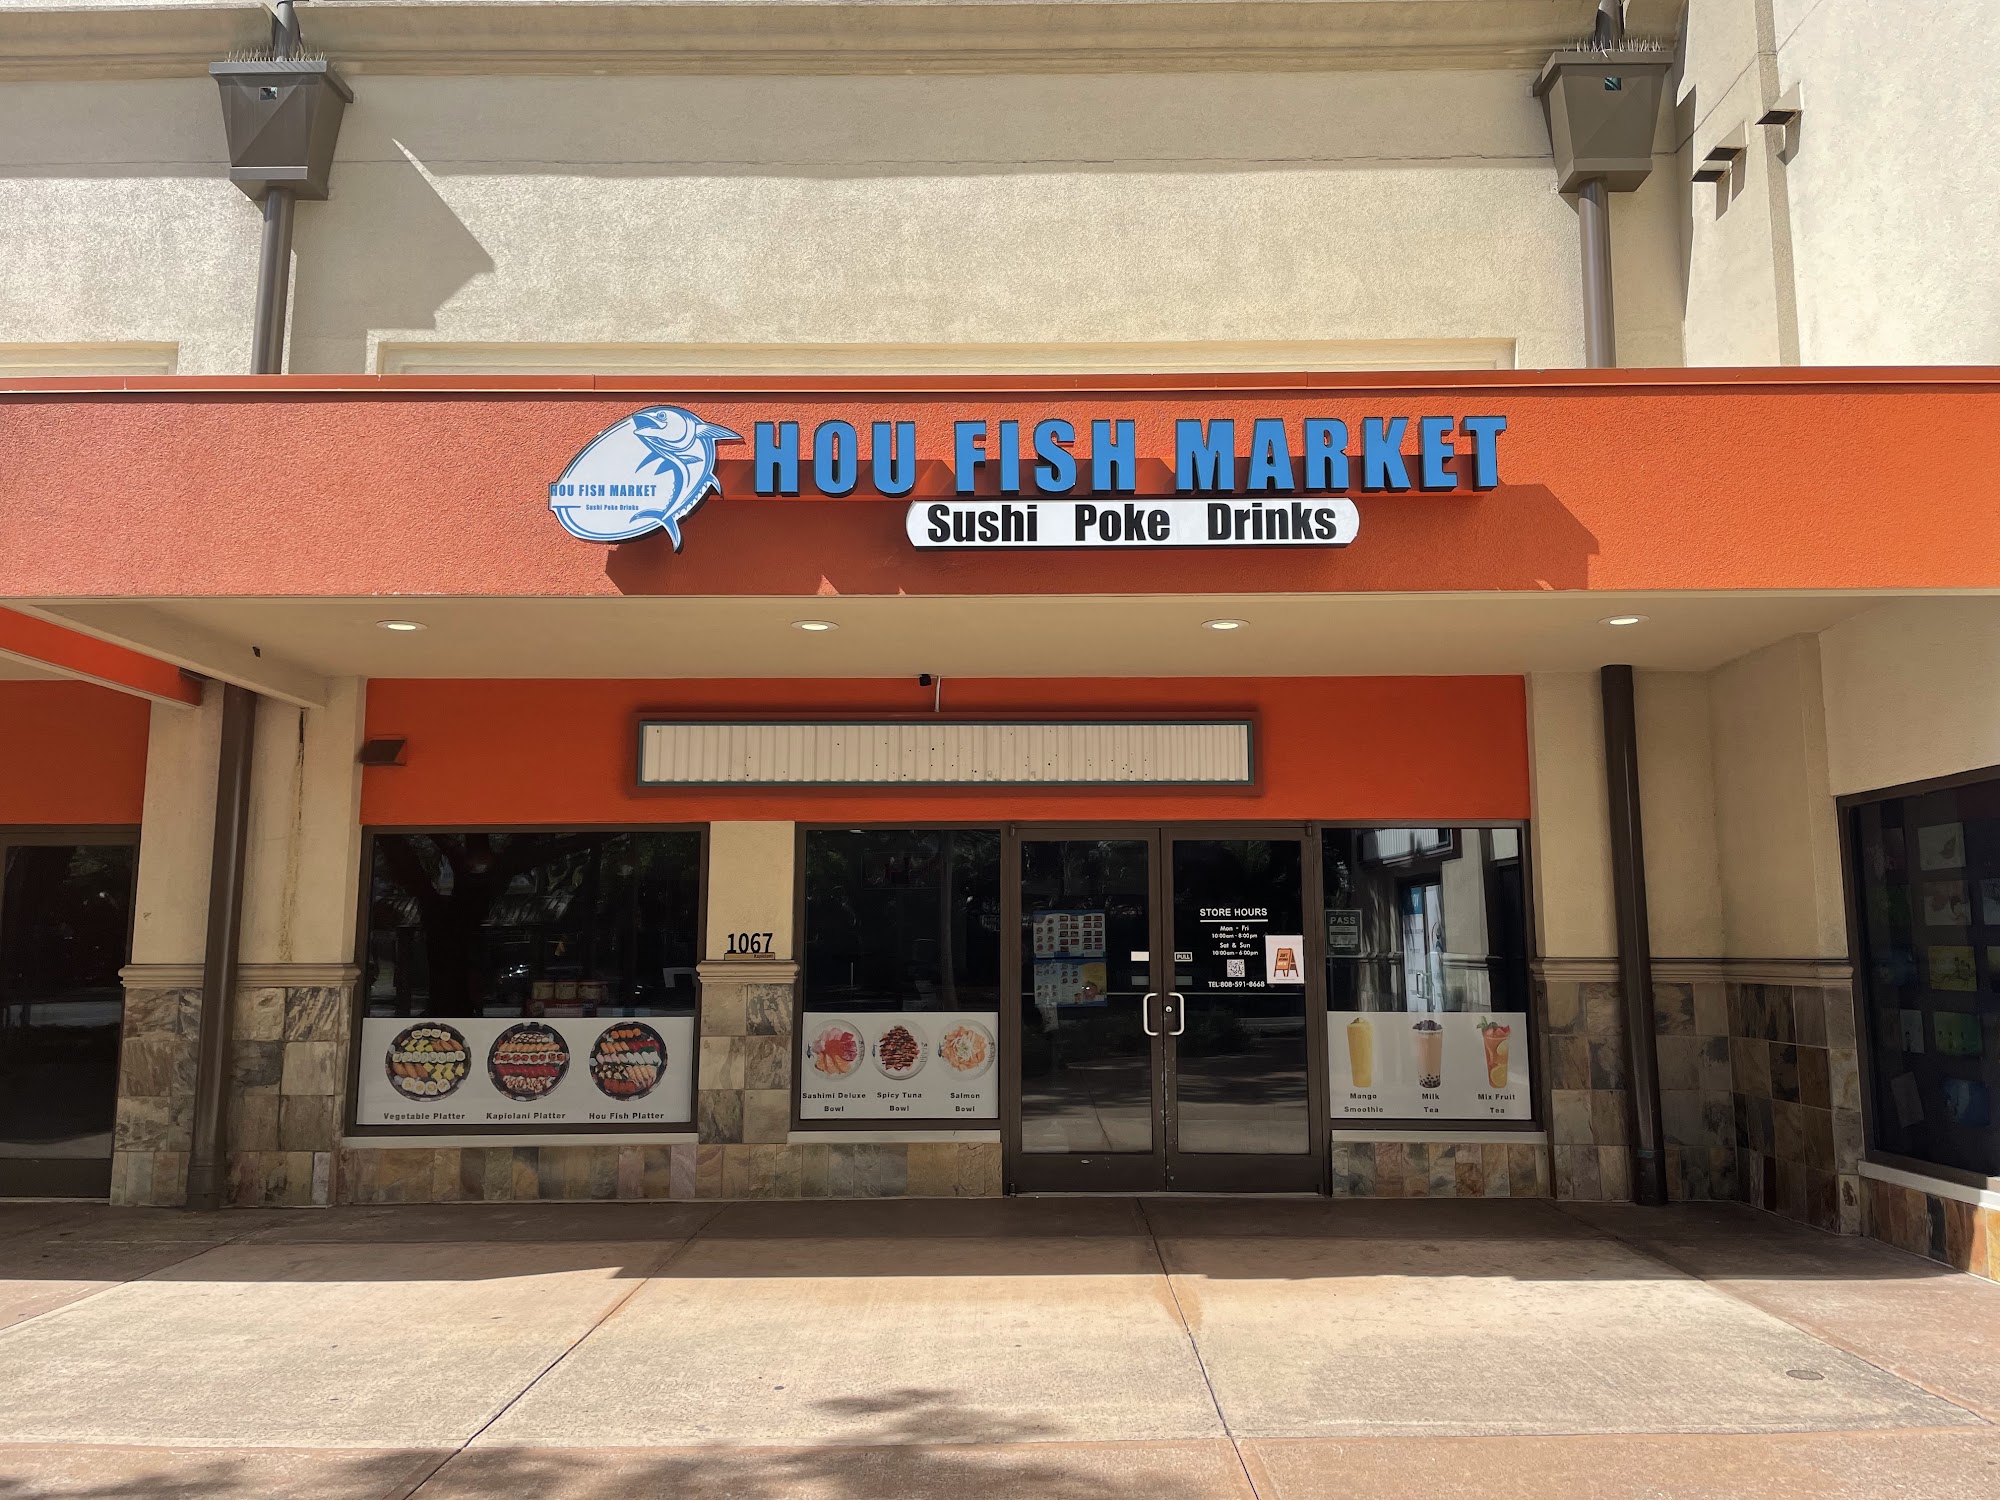 HOU FISH MARKET
Sushi Poke Drinks
HOU FISH MARKET
Sushi Poke Drinks
1067
Kapiolani
STORE HOURS
Mon - Fri
10:00am - 8:00pm
Sat & Sun
10:00am - 6:00pm
TEL:808-591-8668
PULL
PASS
Vegetable Platter
Kapiolani Platter
Hou Fish Platter
Sashimi Deluxe
Bowl
Spicy Tuna
Bowl
Salmon
Bowl
Mango
Smoothie
Milk
Tea
Mix Fruit
Tea